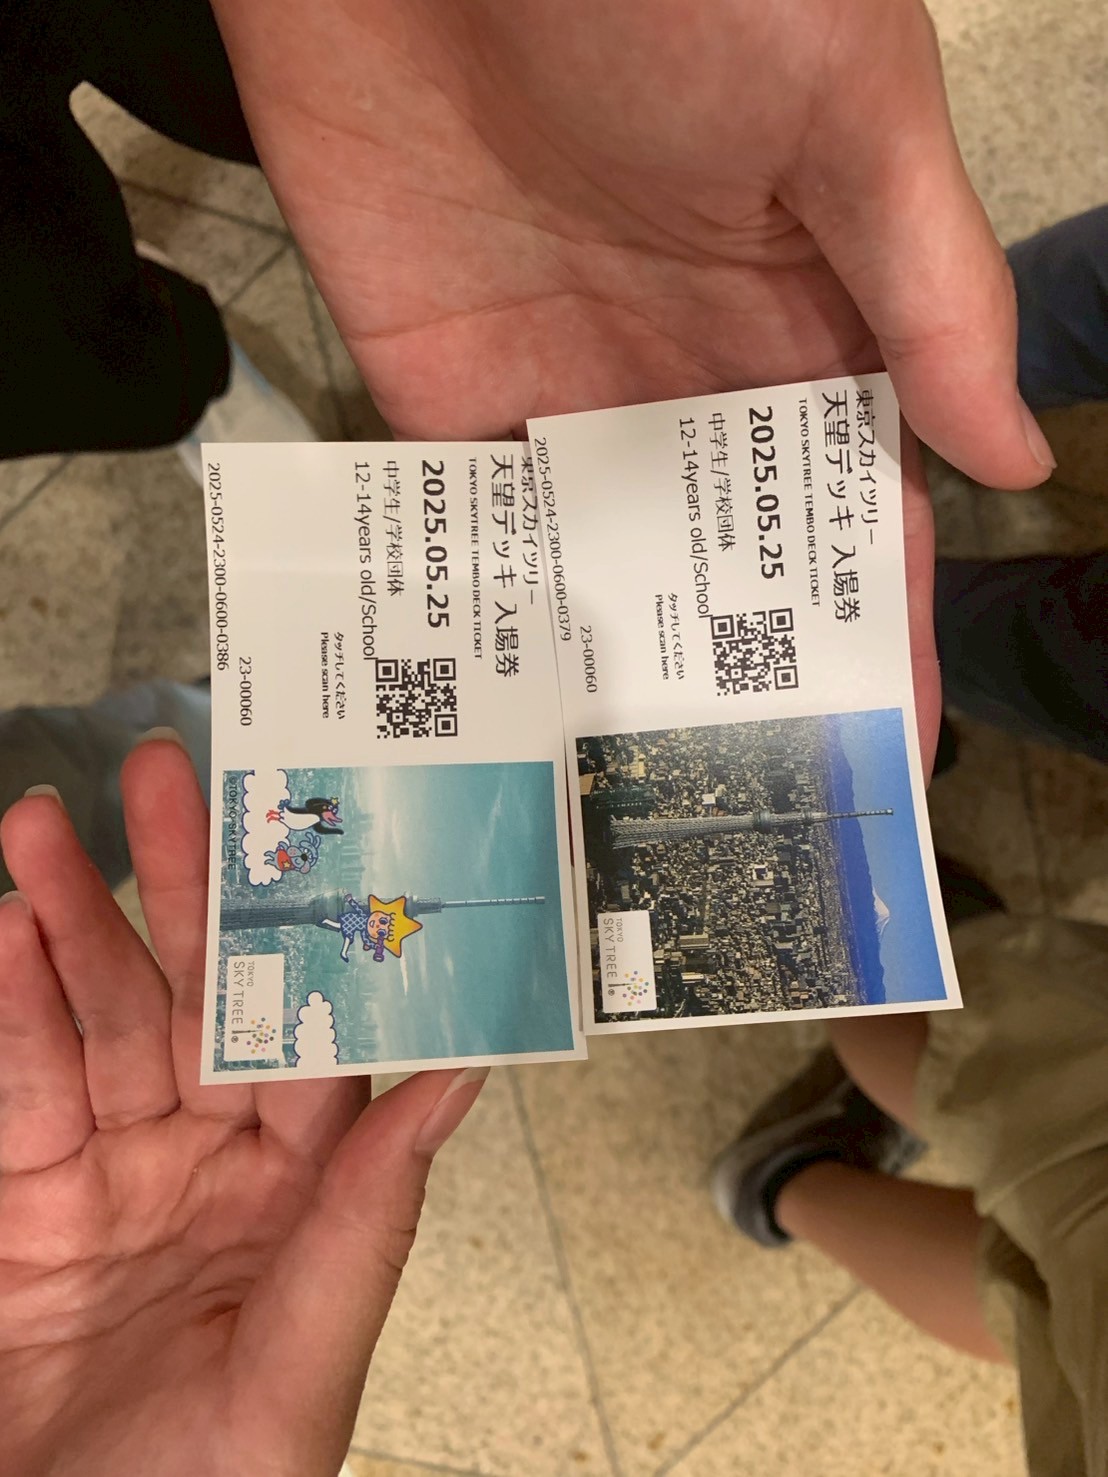 東京スカイツリー
天望デッキ 入場券
TOKYO SKYTREE TEMBO DECK TICKET
2025.05.25
中学生/学校団体
12-14years old/School
タッチしてください
Please scan here
23-00060
2025-0524-2300-0600-0379
TOKYO
SKYTREE®
東京スカイツリー
天望デッキ 入場券
TOKYO SKYTREE TEMBO DECK TICKET
2025.05.25
中学生/学校団体
12-14years old/School
タッチしてください
Please scan here
23-00060
2025-0524-2300-0600-0386
©TOKYO-SKYTREE
TOKYO
SKYTREE®